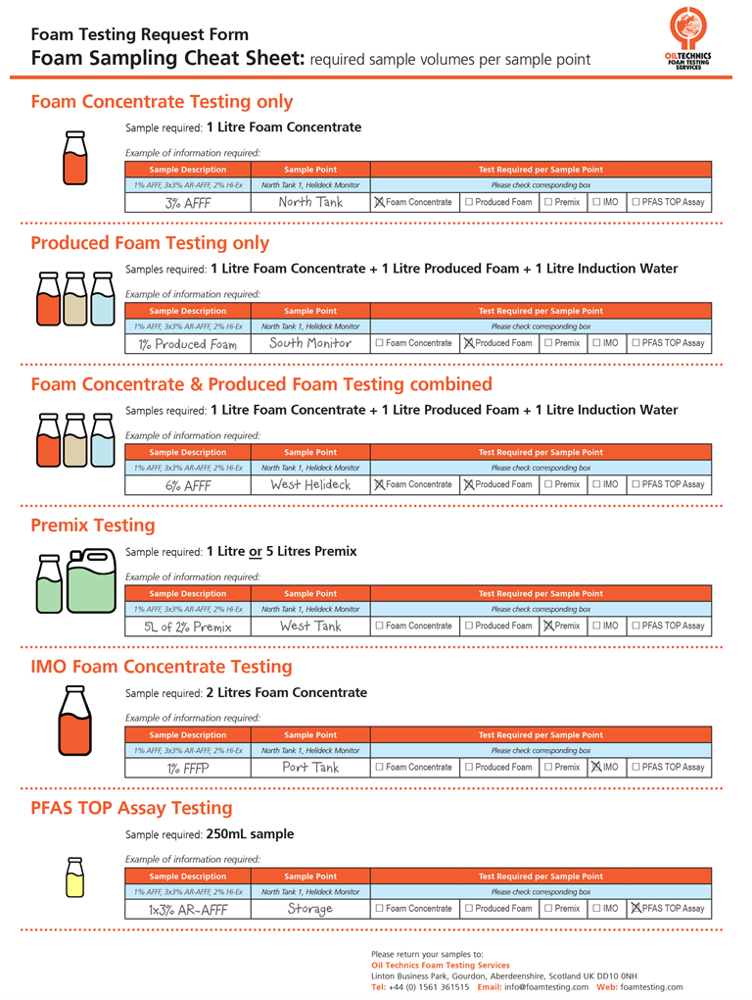 Foam Testing Request Form
Foam Sampling Cheat Sheet: required sample volumes per sample point
OILTECHNICS
FOAM TESTING
SERVICES
Foam Concentrate Testing only
Sample required: 1 Litre Foam Concentrate
Example of information required:
Sample Description Sample Point Test Required per Sample Point
1% AFFF, 3x3% AR-AFFF, 2% Hi-Ex North Tank 1, Helideck Monitor Please check corresponding box
3% AFFF North Tank ☒ Foam Concentrate ☐ Produced Foam ☐ Premix ☐ IMO ☐ PFAS TOP Assay
Produced Foam Testing only
Samples required: 1 Litre Foam Concentrate + 1 Litre Produced Foam + 1 Litre Induction Water
Example of information required:
Sample Description Sample Point Test Required per Sample Point
1% AFFF, 3x3% AR-AFFF, 2% Hi-Ex North Tank 1, Helideck Monitor Please check corresponding box
1% Produced Foam South Monitor ☐ Foam Concentrate ☒ Produced Foam ☐ Premix ☐ IMO ☐ PFAS TOP Assay
Foam Concentrate & Produced Foam Testing combined
Samples required: 1 Litre Foam Concentrate + 1 Litre Produced Foam + 1 Litre Induction Water
Example of information required:
Sample Description Sample Point Test Required per Sample Point
1% AFFF, 3x3% AR-AFFF, 2% Hi-Ex North Tank 1, Helideck Monitor Please check corresponding box
6% AFFF West Helideck ☒ Foam Concentrate ☒ Produced Foam ☐ Premix ☐ IMO ☐ PFAS TOP Assay
Premix Testing
Sample required: 1 Litre or 5 Litres Premix
Example of information required:
Sample Description Sample Point Test Required per Sample Point
1% AFFF, 3x3% AR-AFFF, 2% Hi-Ex North Tank 1, Helideck Monitor Please check corresponding box
5L of 2% Premix West Tank ☐ Foam Concentrate ☐ Produced Foam ☒ Premix ☐ IMO ☐ PFAS TOP Assay
IMO Foam Concentrate Testing
Sample required: 2 Litres Foam Concentrate
Example of information required:
Sample Description Sample Point Test Required per Sample Point
1% AFFF, 3x3% AR-AFFF, 2% Hi-Ex North Tank 1, Helideck Monitor Please check corresponding box
1% FFFP Port Tank ☐ Foam Concentrate ☐ Produced Foam ☐ Premix ☒ IMO ☐ PFAS TOP Assay
PFAS TOP Assay Testing
Sample required: 250mL sample
Example of information required:
Sample Description Sample Point Test Required per Sample Point
1% AFFF, 3x3% AR-AFFF, 2% Hi-Ex North Tank 1, Helideck Monitor Please check corresponding box
1x3% AR-AFFF Storage ☐ Foam Concentrate ☐ Produced Foam ☐ Premix ☐ IMO ☒ PFAS TOP Assay
Please return your samples to:
Oil Technics Foam Testing Services
Linton Business Park, Gourdon, Aberdeenshire, Scotland UK DD10 0NH
Tel: +44 (0) 1561 361515 Email: info@foamtesting.com Web: foamtesting.com